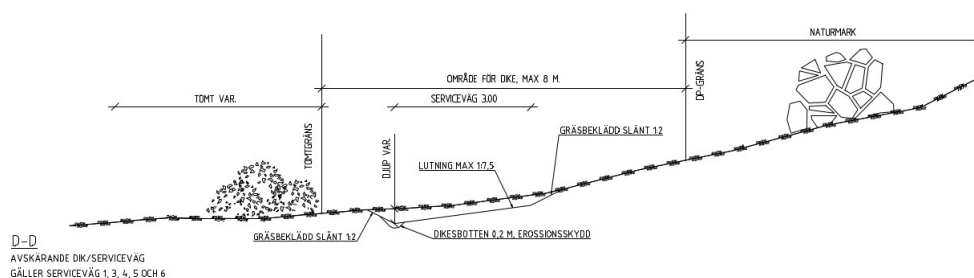 NATURMARK
OMRÅDE FÖR DIKE, MAX 8 M.
TOMT VAR.
SERVICEVÄG 3.00
DP-GRÄNS
TOMTGRÄNS
DJUP VAR.
GRÄSBEKLÄDD SLÄNT 1:2
LUTNING MAX 1:7,5
GRÄSBEKLÄDD SLÄNT 1:2
DIKESBOTTEN 0,2 M, EROSSIONSSKYDD
D-D
AVSKÄRANDE DIK/SERVICEVÄG
GÄLLER SERVICEVÄG 1, 3, 4, 5 OCH 6